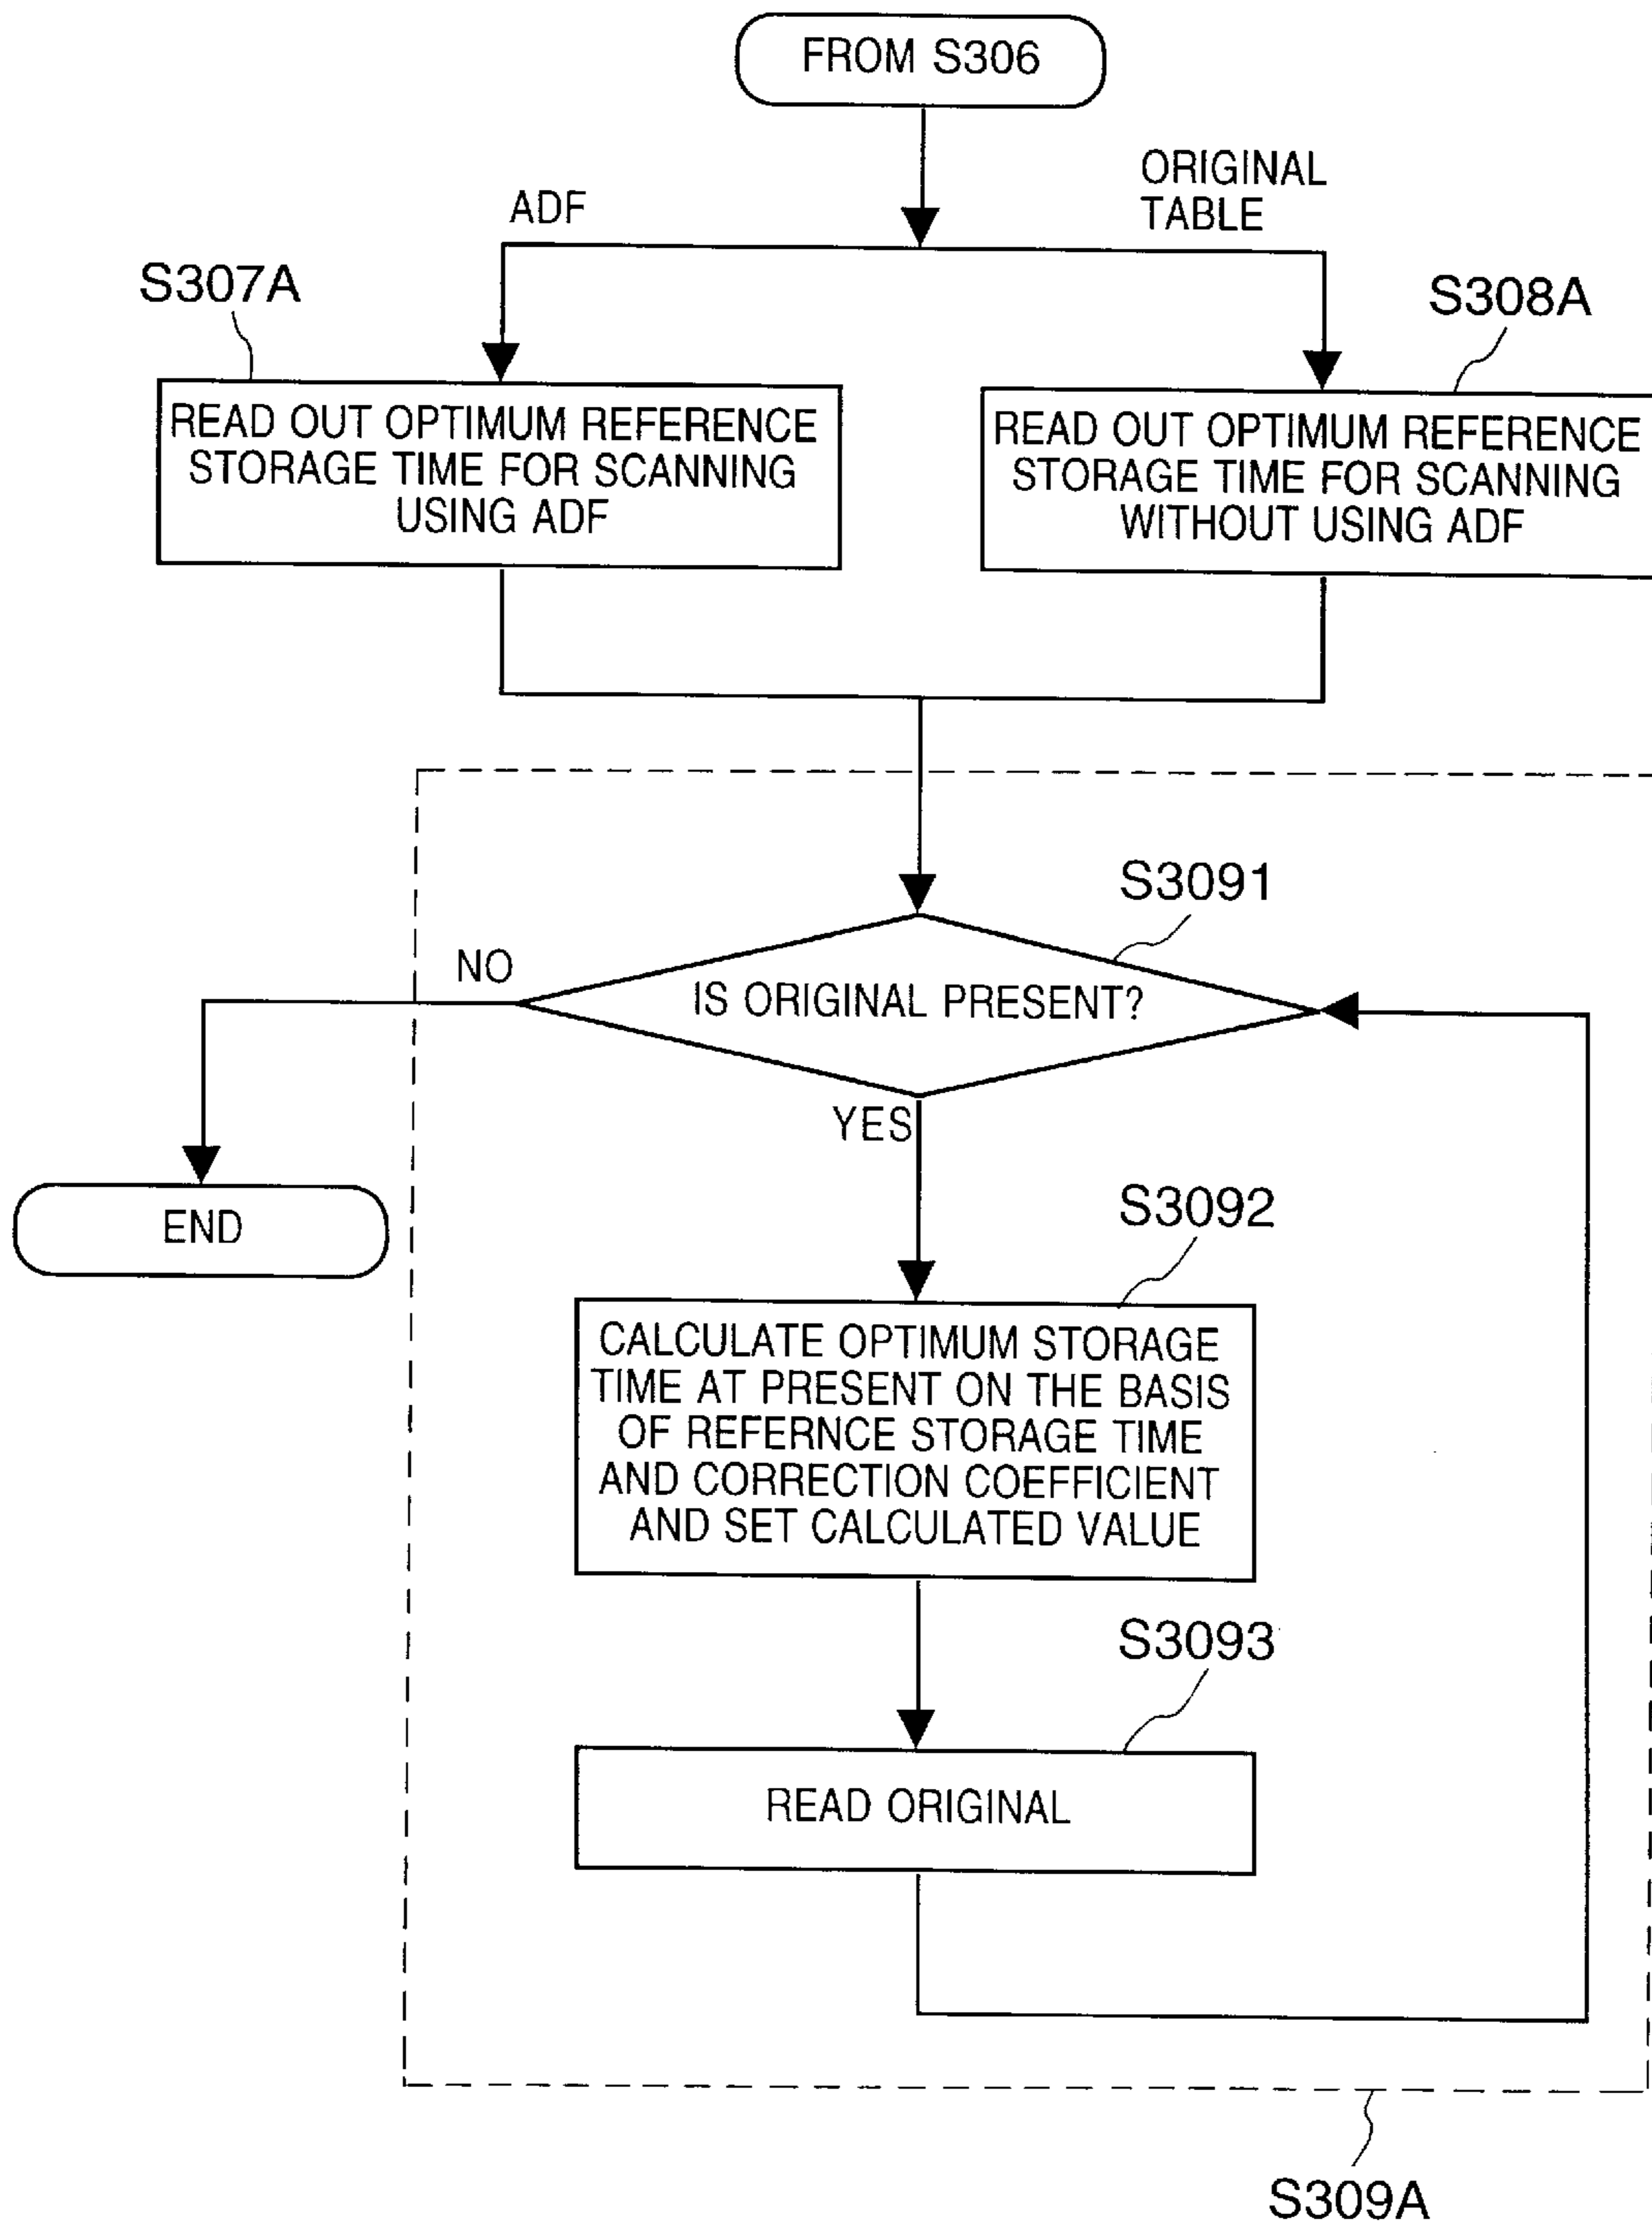 FROM S306
ADF
ORIGINAL
TABLE
S307A
S308A
READ OUT OPTIMUM REFERENCE
STORAGE TIME FOR SCANNING
USING ADF
READ OUT OPTIMUM REFERENCE
STORAGE TIME FOR SCANNING
WITHOUT USING ADF
S3091
NO
IS ORIGINAL PRESENT?
YES
END
S3092
CALCULATE OPTIMUM STORAGE
TIME AT PRESENT ON THE BASIS
OF REFERNCE STORAGE TIME
AND CORRECTION COEFFICIENT
AND SET CALCULATED VALUE
S3093
READ ORIGINAL
S309A